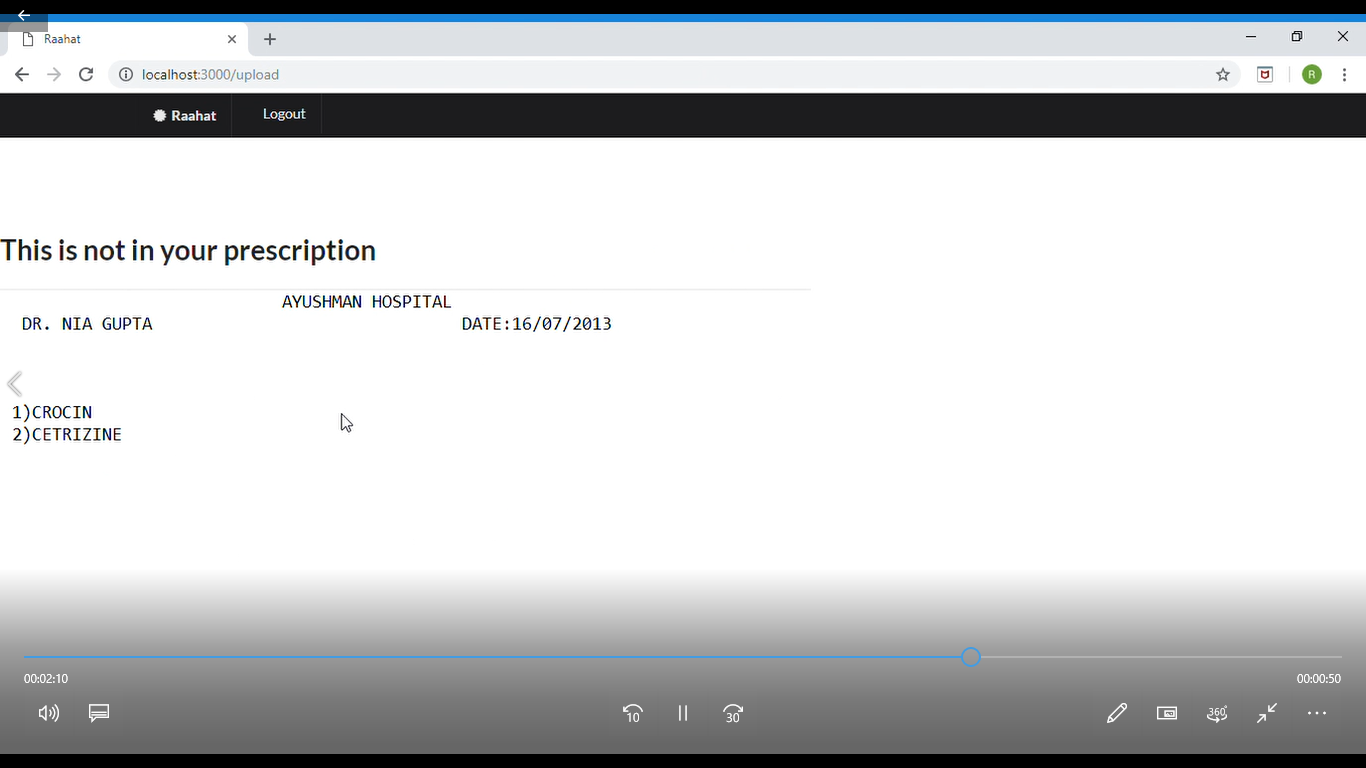 Raahat
localhost:3000/upload
R
Raahat Logout
This is not in your prescription
AYUSHMAN HOSPITAL
DR. NIA GUPTA DATE:16/07/2013
1)CROCIN
2)CETRIZINE
00:02:10 00:00:50
10 30 360°